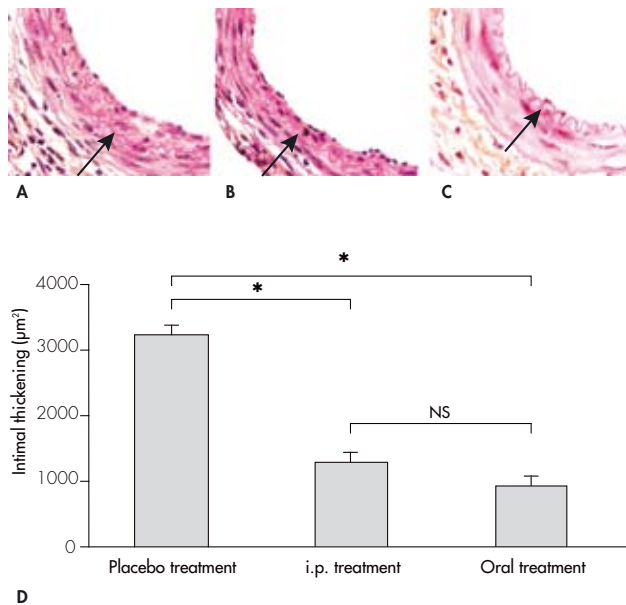 A
B
C
*
*
NS
4000
3000
2000
1000
0
Intimal thickening (µm²)
Placebo treatment
i.p. treatment
Oral treatment
D